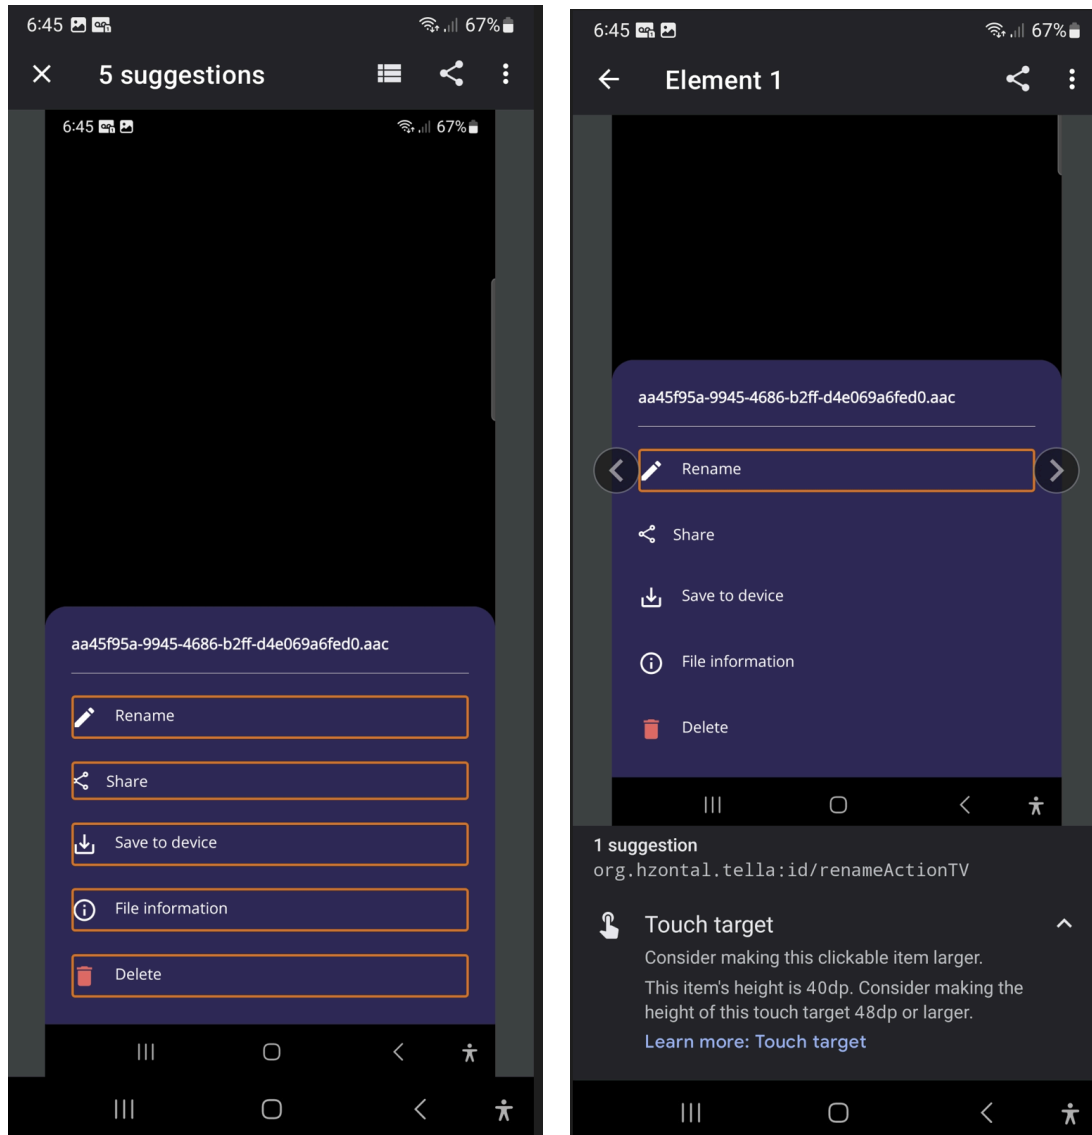 6:45 67%
5 suggestions
6:45 67%
aa45f95a-9945-4686-b2ff-d4e069a6fed0.aac
Rename
Share
Save to device
File information
Delete
6:45 67%
Element 1
aa45f95a-9945-4686-b2ff-d4e069a6fed0.aac
Rename
Share
Save to device
File information
Delete
1 suggestion
org.hzontal.tella:id/renameActionTV
Touch target
Consider making this clickable item larger.
This item's height is 40dp. Consider making the
height of this touch target 48dp or larger.
Learn more: Touch target